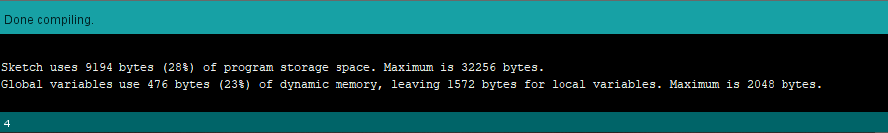 Done compiling.
Sketch uses 9194 bytes (28%) of program storage space. Maximum is 32256 bytes.
Global variables use 476 bytes (23%) of dynamic memory, leaving 1572 bytes for local variables. Maximum is 2048 bytes.
4